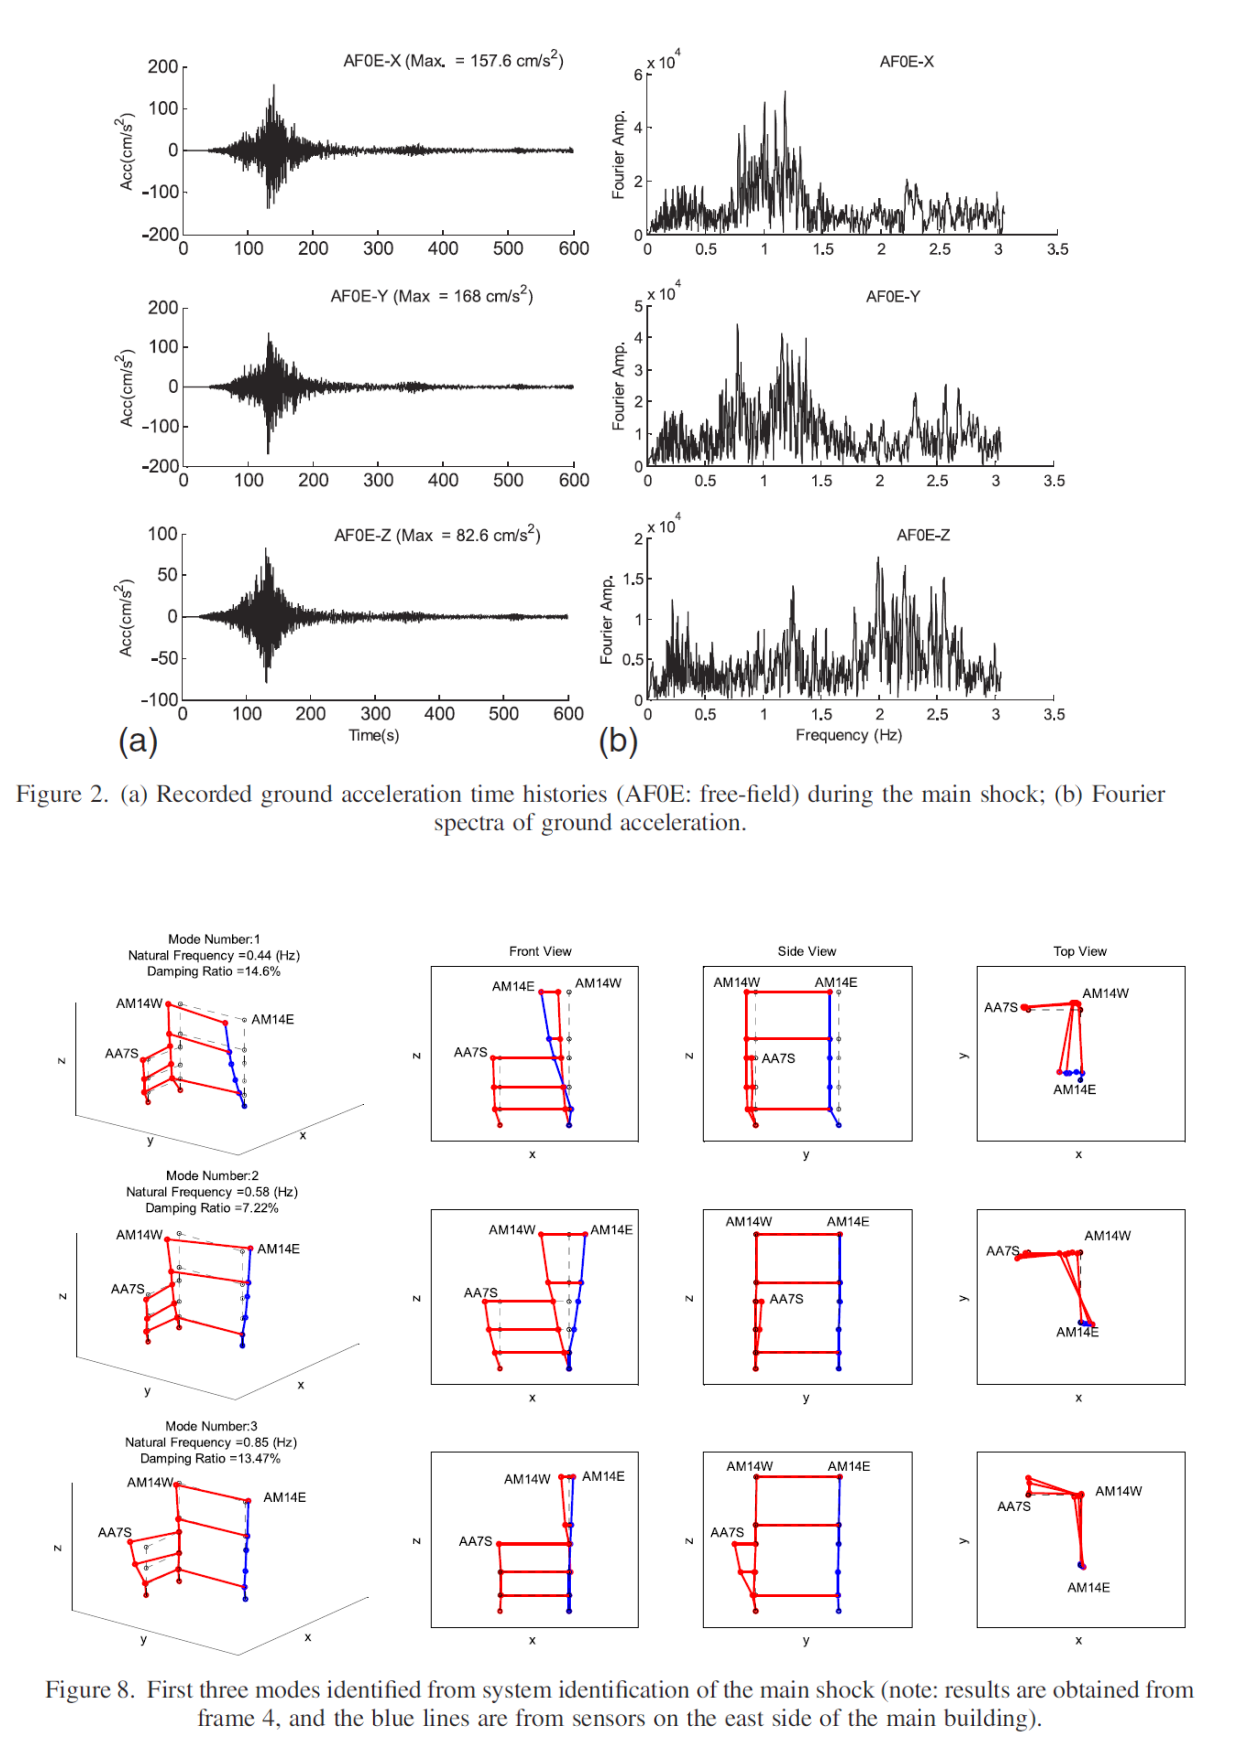 AF0E-X (Max. = 157.6 cm/s²)
200
100
0
-100
-200
Acc(cm/s²)
0 100 200 300 400 500 600
x 10⁴
AF0E-X
6
4
2
0
Fourier Amp.
0 0.5 1 1.5 2 2.5 3 3.5
AF0E-Y (Max = 168 cm/s²)
200
100
0
-100
-200
Acc(cm/s²)
0 100 200 300 400 500 600
x 10⁴
AF0E-Y
5
4
3
2
1
0
Fourier Amp.
0 0.5 1 1.5 2 2.5 3 3.5
AF0E-Z (Max = 82.6 cm/s²)
100
50
0
-50
-100
Acc(cm/s²)
0 100 200 300 400 500 600
Time(s)
(a)
x 10⁴
AF0E-Z
2
1.5
1
0.5
0
Fourier Amp.
0 0.5 1 1.5 2 2.5 3 3.5
Frequency (Hz)
(b)
Figure 2. (a) Recorded ground acceleration time histories (AF0E: free-field) during the main shock; (b) Fourier
spectra of ground acceleration.
Mode Number:1
Natural Frequency =0.44 (Hz)
Damping Ratio =14.6%
AM14W
AM14E
AA7S
z
y
x
Front View
AM14E
AM14W
AA7S
z
x
Side View
AM14W
AM14E
AA7S
z
y
Top View
AA7S
AM14W
AM14E
y
x
Mode Number:2
Natural Frequency =0.58 (Hz)
Damping Ratio =7.22%
AM14W
AM14E
AA7S
z
y
x
AM14W
AM14E
AA7S
z
x
AM14W
AM14E
AA7S
z
y
AM14W
AA7S
AM14E
y
x
Mode Number:3
Natural Frequency =0.85 (Hz)
Damping Ratio =13.47%
AM14W
AM14E
AA7S
z
y
x
AM14W
AM14E
AA7S
z
x
AM14W
AM14E
AA7S
z
y
AM14W
AA7S
AM14E
y
x
Figure 8. First three modes identified from system identification of the main shock (note: results are obtained from
frame 4, and the blue lines are from sensors on the east side of the main building).